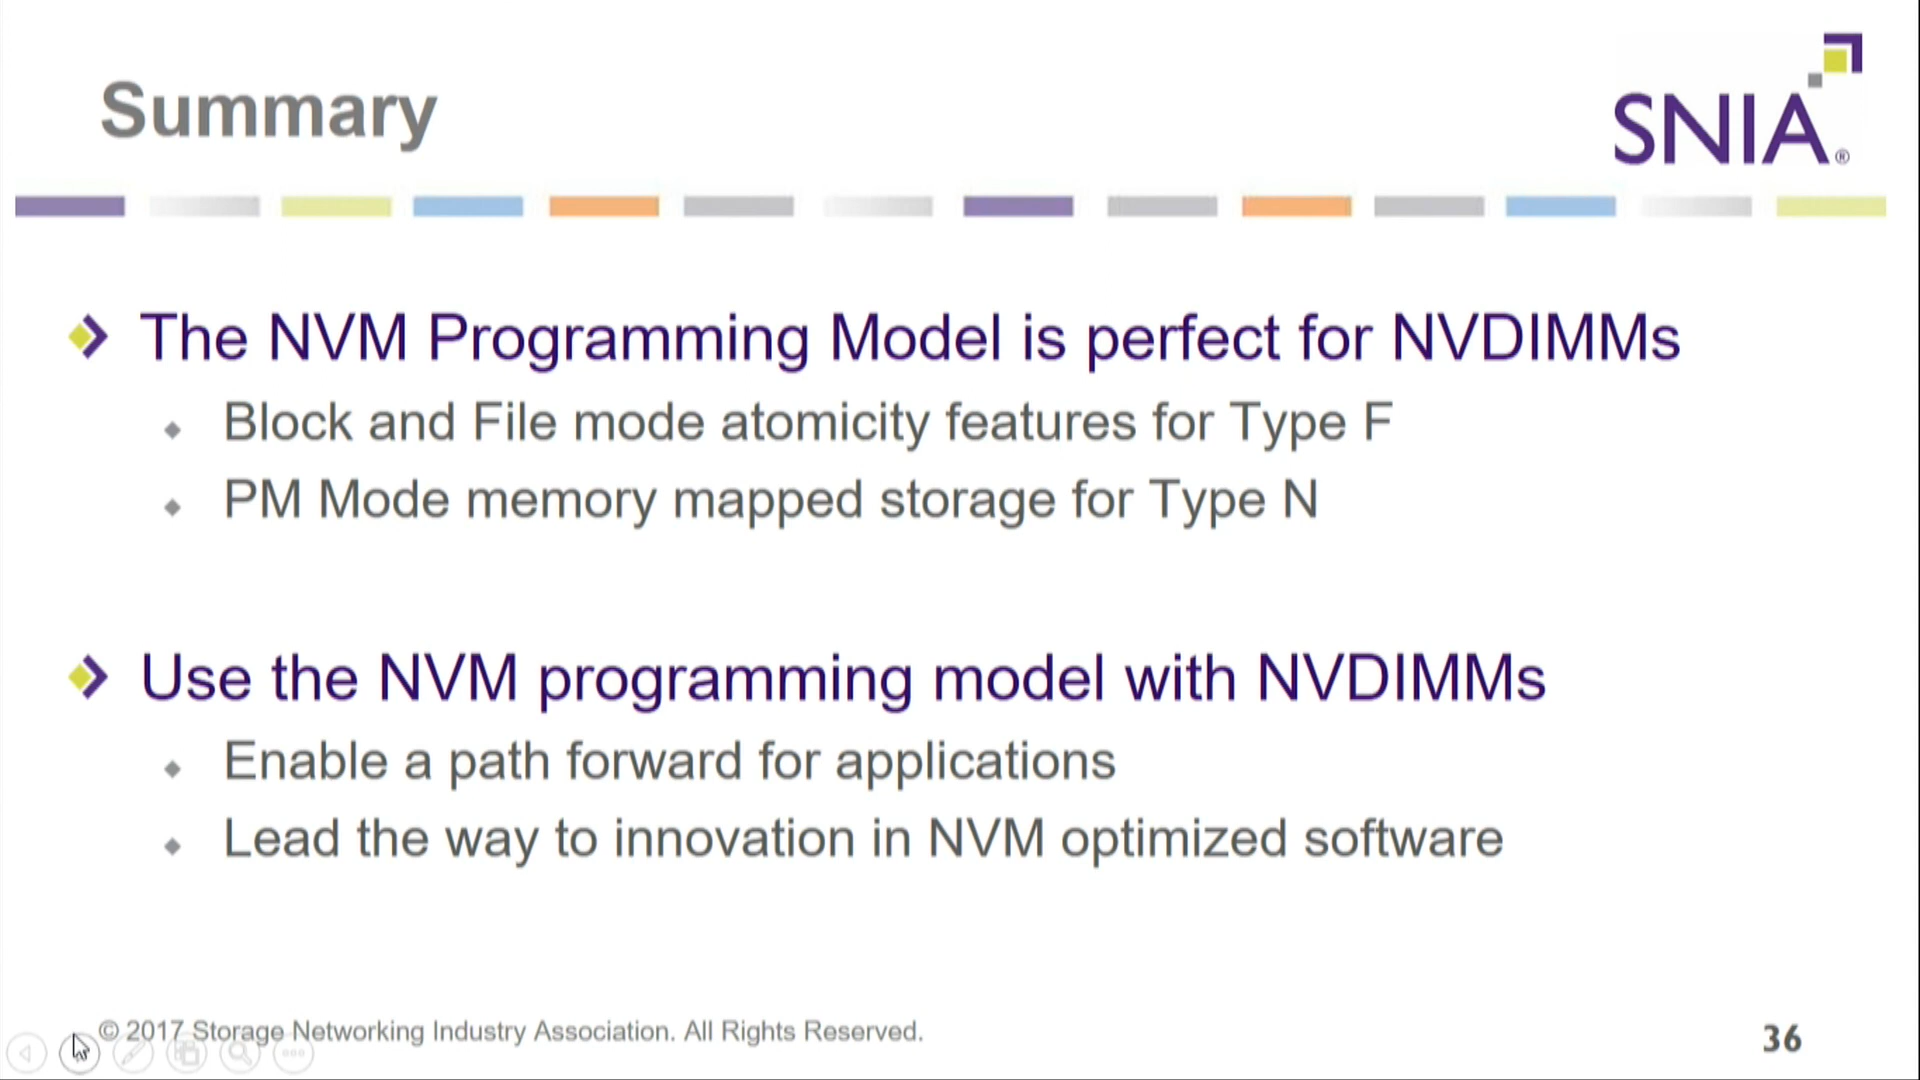 Summary
SNIA®
The NVM Programming Model is perfect for NVDIMMs
Block and File mode atomicity features for Type F
PM Mode memory mapped storage for Type N
Use the NVM programming model with NVDIMMs
Enable a path forward for applications
Lead the way to innovation in NVM optimized software
© 2017 Storage Networking Industry Association. All Rights Reserved.
36